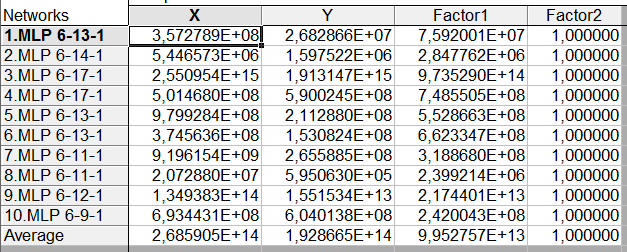 Networks X Y Factor1 Factor2
1.MLP 6-13-1 3,572789E+08 2,682866E+07 7,592001E+07 1,000000
2.MLP 6-14-1 5,446573E+06 1,597522E+06 2,847762E+06 1,000000
3.MLP 6-17-1 2,550954E+15 1,913147E+15 9,735290E+14 1,000000
4.MLP 6-17-1 5,014680E+08 5,900245E+08 7,485505E+08 1,000000
5.MLP 6-13-1 9,799284E+08 2,112880E+08 5,528663E+08 1,000000
6.MLP 6-13-1 3,745636E+08 1,530824E+08 6,623347E+08 1,000000
7.MLP 6-11-1 9,196154E+09 2,655885E+08 3,188680E+08 1,000000
8.MLP 6-11-1 2,072880E+07 5,950630E+05 2,399214E+06 1,000000
9.MLP 6-12-1 1,349383E+14 1,551534E+13 2,174401E+13 1,000000
10.MLP 6-9-1 6,934431E+08 6,040138E+08 2,420043E+08 1,000000
Average 2,685905E+14 1,928665E+14 9,952757E+13 1,000000